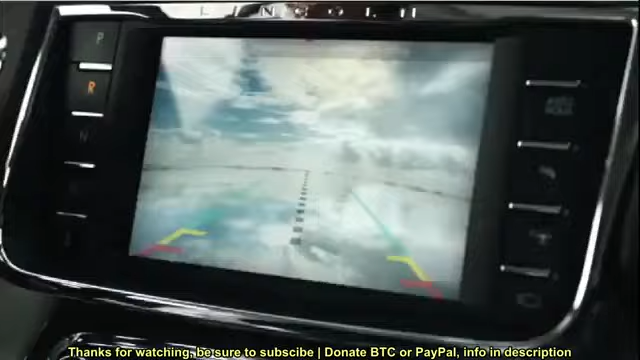 LINCOLN
P
R
N
Thanks for watching, be sure to subscibe | Donate BTC or PayPal, info in description